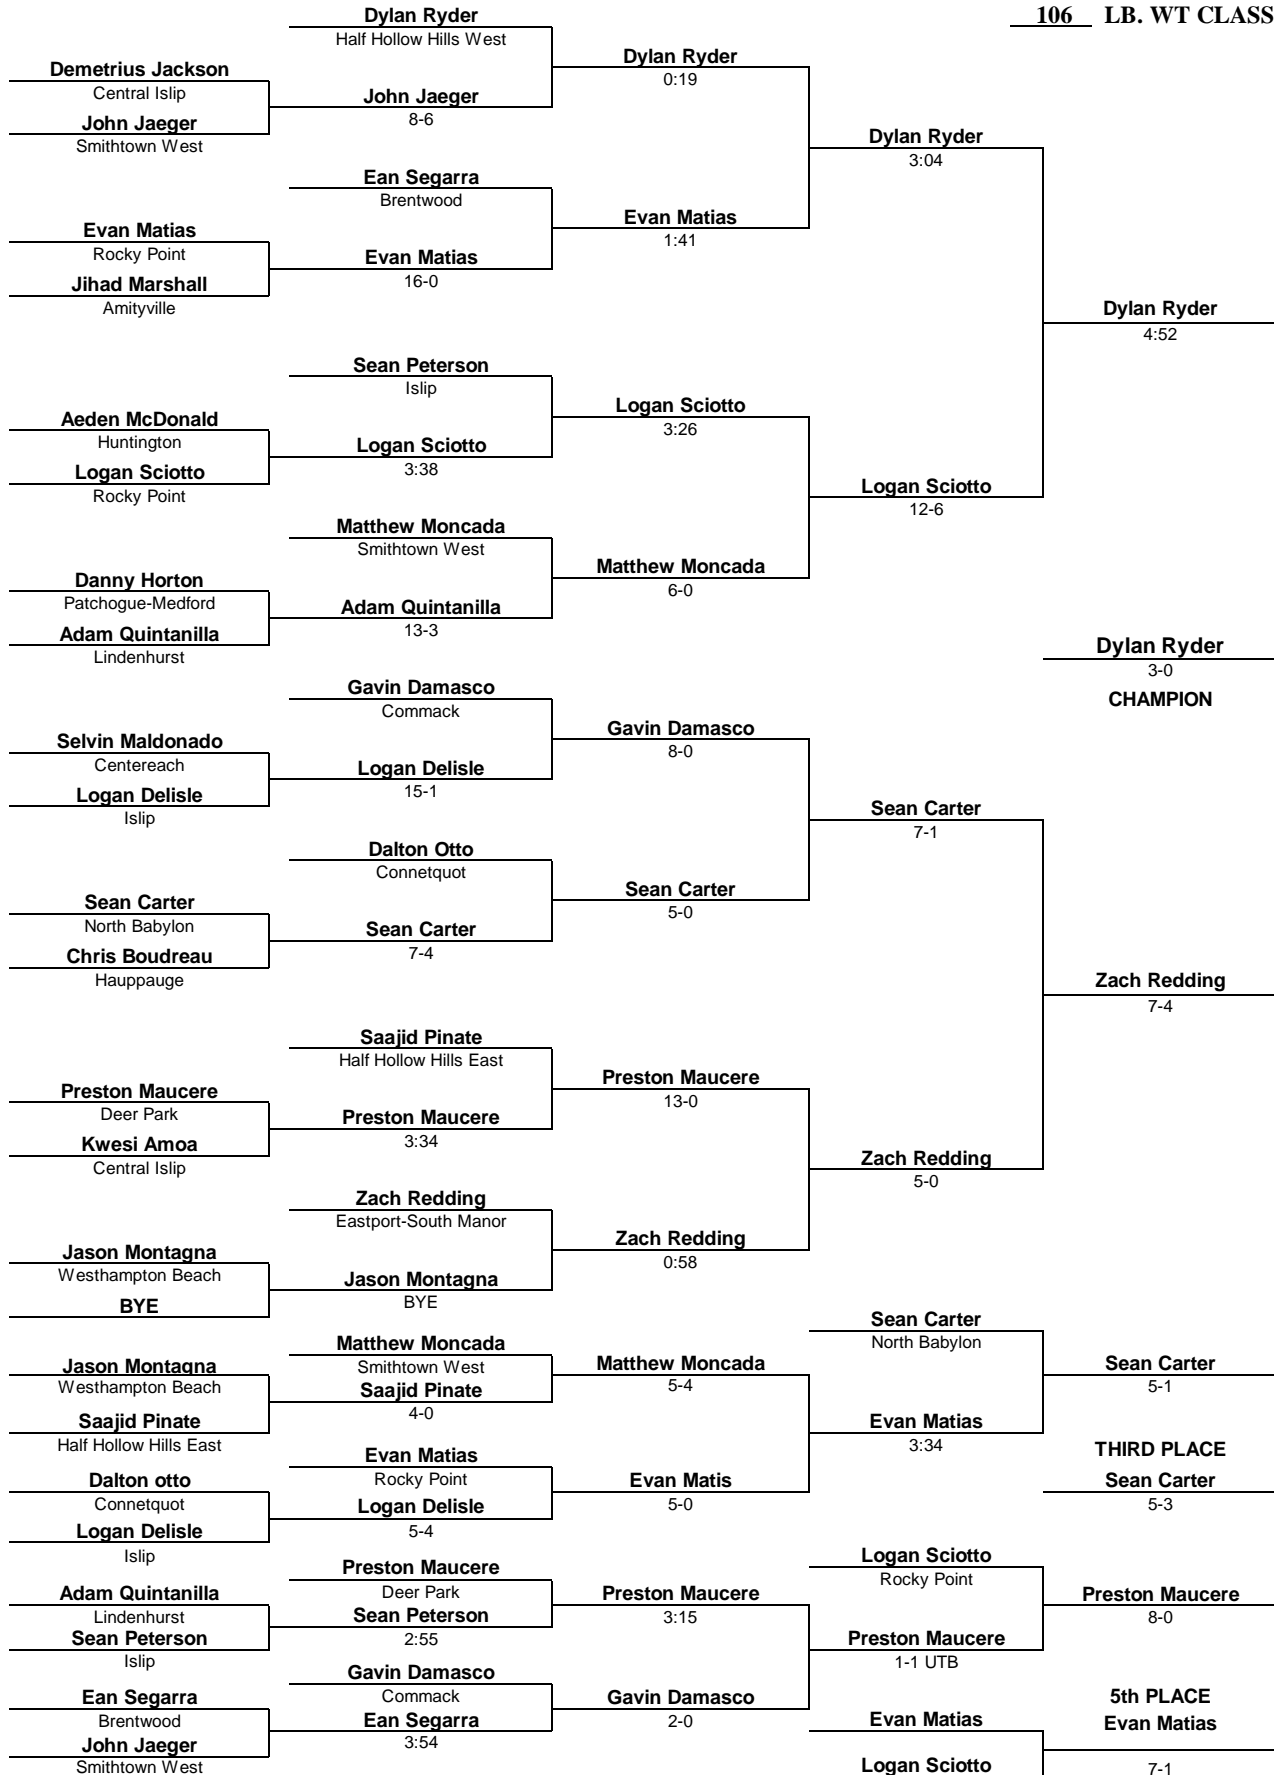 106 LB. WT CLASS
Dylan Ryder
Half Hollow Hills West
Demetrius Jackson
Central Islip
John Jaeger
Smithtown West
John Jaeger
8-6
Dylan Ryder
0:19
Ean Segarra
Brentwood
Evan Matias
Rocky Point
Jihad Marshall
Amityville
Evan Matias
16-0
Evan Matias
1:41
Dylan Ryder
3:04
Sean Peterson
Islip
Aeden McDonald
Huntington
Logan Sciotto
Rocky Point
Logan Sciotto
3:38
Logan Sciotto
3:26
Matthew Moncada
Smithtown West
Danny Horton
Patchogue-Medford
Adam Quintanilla
Lindenhurst
Adam Quintanilla
13-3
Matthew Moncada
6-0
Logan Sciotto
12-6
Dylan Ryder
4:52
Dylan Ryder
3-0
CHAMPION
Gavin Damasco
Commack
Selvin Maldonado
Centereach
Logan Delisle
Islip
Logan Delisle
15-1
Gavin Damasco
8-0
Dalton Otto
Connetquot
Sean Carter
North Babylon
Chris Boudreau
Hauppauge
Sean Carter
7-4
Sean Carter
5-0
Sean Carter
7-1
Saajid Pinate
Half Hollow Hills East
Preston Maucere
Deer Park
Kwesi Amoa
Central Islip
Preston Maucere
3:34
Preston Maucere
13-0
Zach Redding
Eastport-South Manor
Jason Montagna
Westhampton Beach
BYE
Jason Montagna
BYE
Zach Redding
0:58
Zach Redding
5-0
Zach Redding
7-4
Matthew Moncada
Smithtown West
Jason Montagna
Westhampton Beach
Saajid Pinate
Half Hollow Hills East
Saajid Pinate
4-0
Matthew Moncada
5-4
Evan Matias
Rocky Point
Dalton otto
Connetquot
Logan Delisle
Islip
Logan Delisle
5-4
Evan Matis
5-0
Sean Carter
North Babylon
Evan Matias
3:34
Sean Carter
5-1
THIRD PLACE
Sean Carter
5-3
Preston Maucere
Deer Park
Adam Quintanilla
Lindenhurst
Sean Peterson
Islip
Sean Peterson
2:55
Preston Maucere
3:15
Gavin Damasco
Commack
Ean Segarra
Brentwood
John Jaeger
Smithtown West
Ean Segarra
3:54
Gavin Damasco
2-0
Logan Sciotto
Rocky Point
Preston Maucere
1-1 UTB
Preston Maucere
8-0
5th PLACE
Evan Matias
Evan Matias
Logan Sciotto
7-1